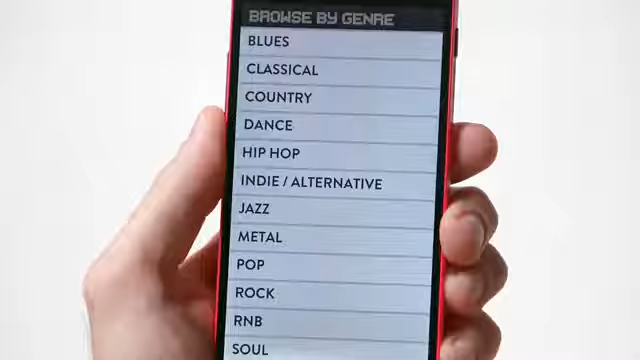 BROWSE BY GENRE
BLUES
CLASSICAL
COUNTRY
DANCE
HIP HOP
INDIE / ALTERNATIVE
JAZZ
METAL
POP
ROCK
RNB
SOUL